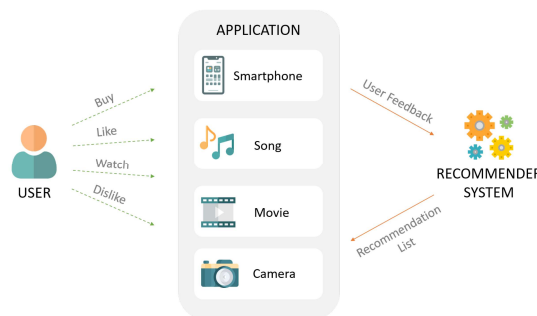 APPLICATION
Smartphone
Song
Movie
Camera
Buy
Like
Watch
Dislike
USER
User Feedback
RECOMMENDER
SYSTEM
Recommendation
List